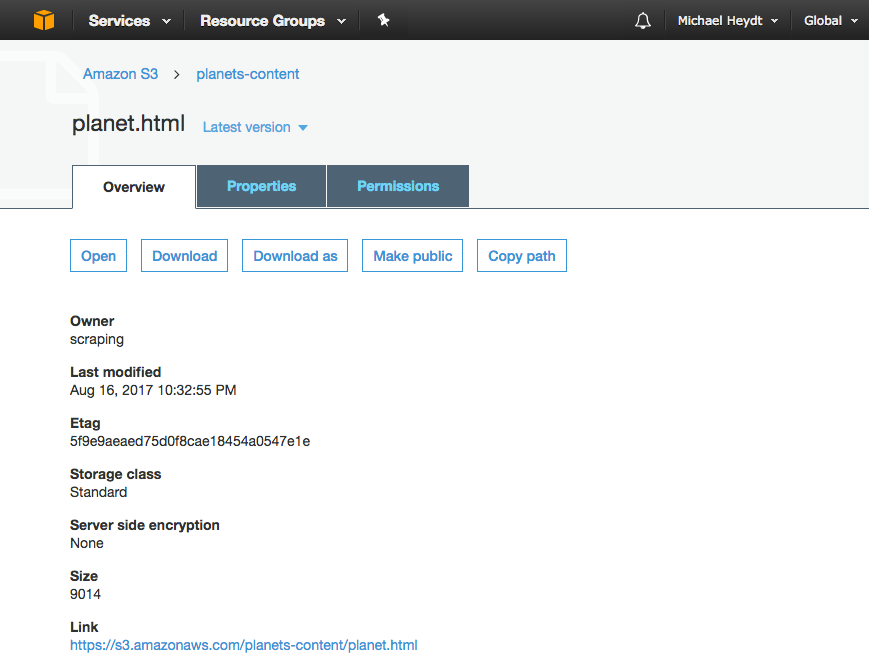 Services Resource Groups Michael Heydt Global
Amazon S3 > planets-content
planet.html Latest version
Overview Properties Permissions
Open Download Download as Make public Copy path
Owner
scraping
Last modified
Aug 16, 2017 10:32:55 PM
Etag
5f9e9aeaed75d0f8cae18454a0547e1e
Storage class
Standard
Server side encryption
None
Size
9014
Link
https://s3.amazonaws.com/planets-content/planet.html